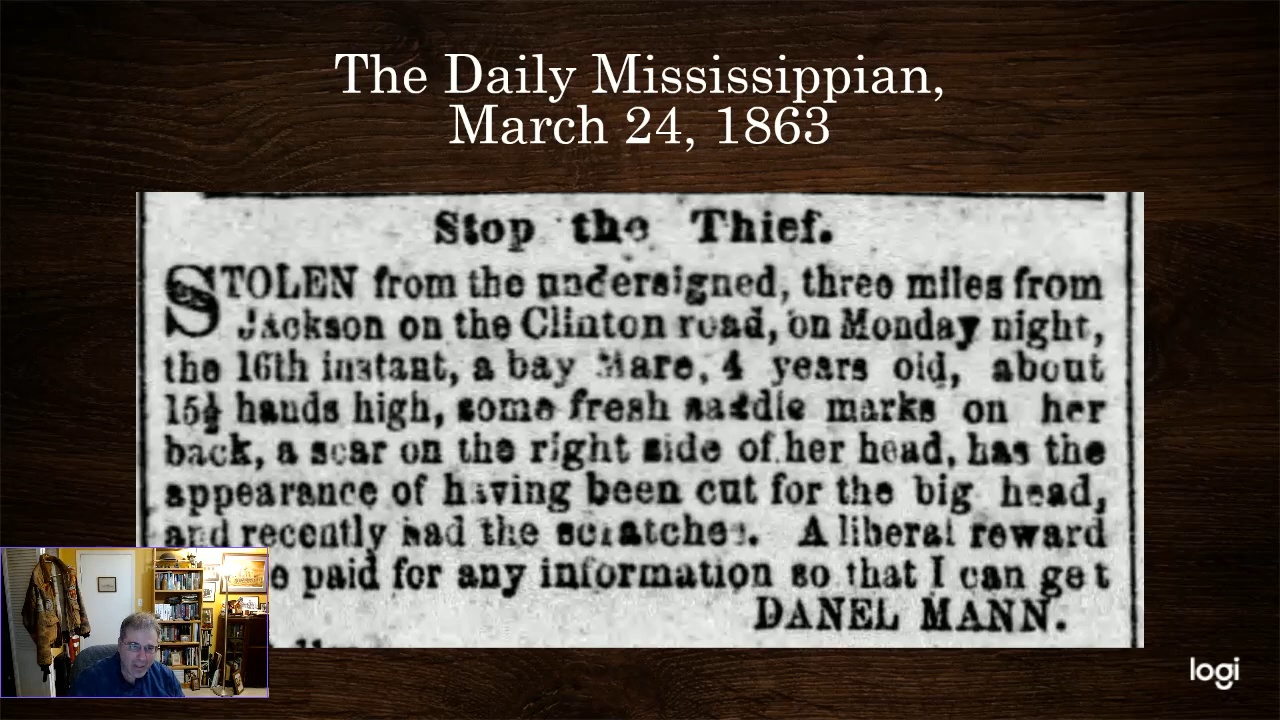 The Daily Mississippian,
March 24, 1863
Stop the Thief.
STOLEN from the undersigned, three miles from
Jackson on the Clinton road, on Monday night,
the 16th instant, a bay Mare, 4 years old, about
15½ hands high, some fresh saddle marks on her
back, a scar on the right side of her head, has the
appearance of having been cut for the big head,
and recently had the scratches. A liberal reward
paid for any information so that I can get
DANEL MANN.
logi